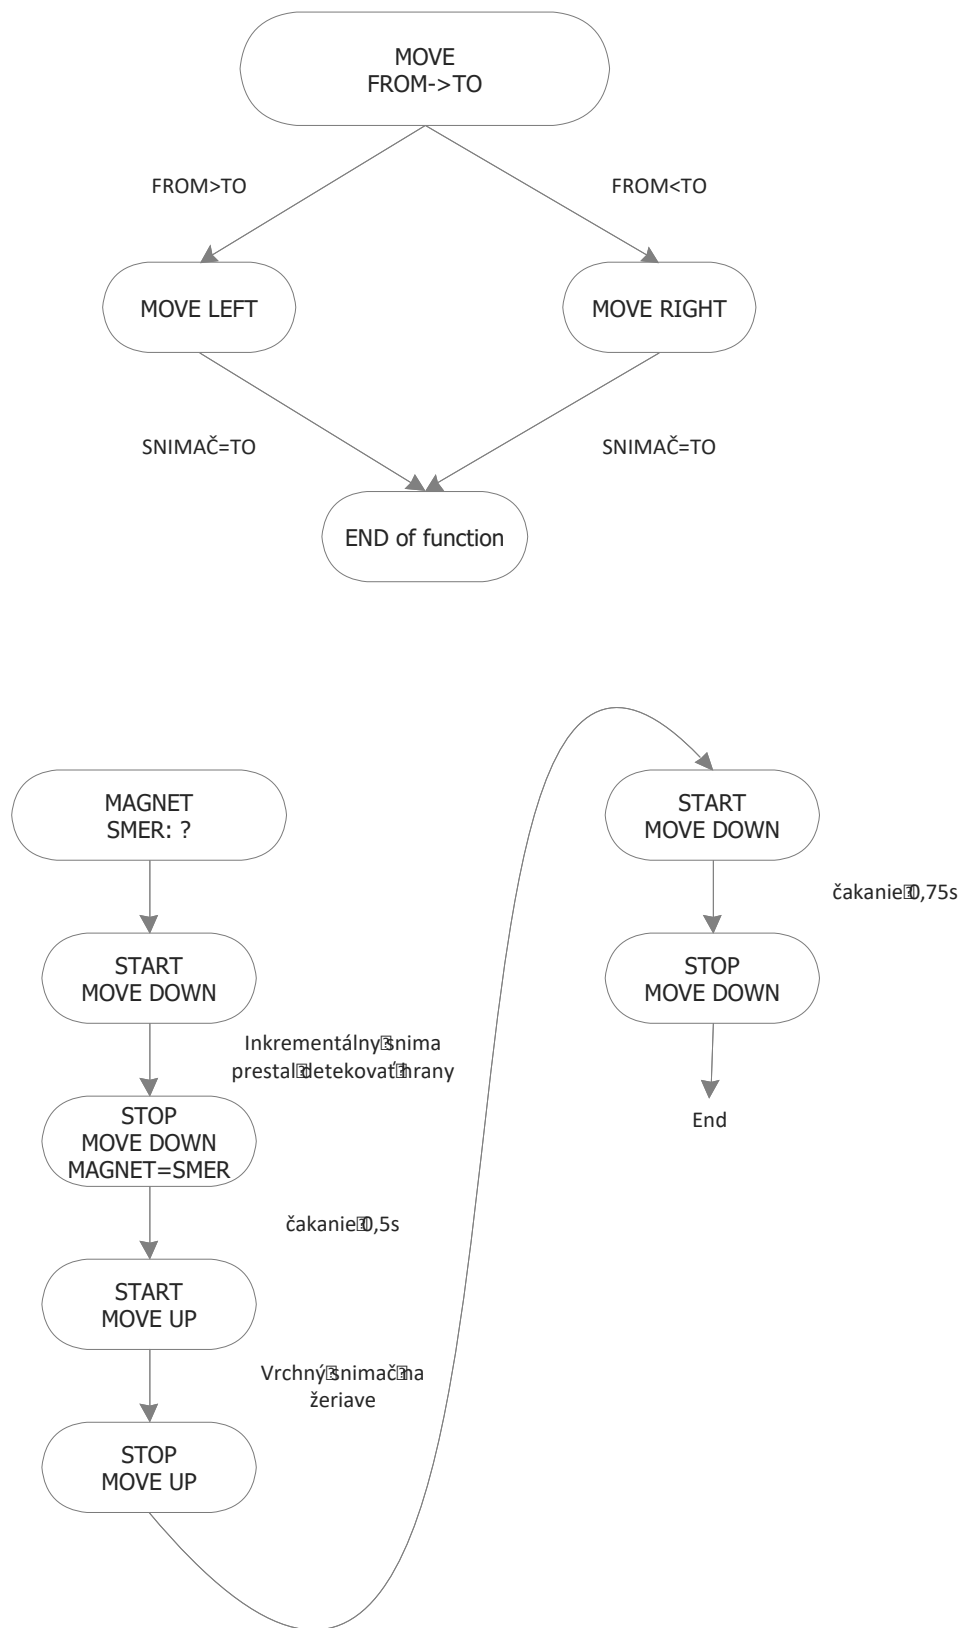 MOVE
FROM->TO
FROM>TO
FROM<TO
MOVE LEFT
MOVE RIGHT
SNIMAČ=TO
SNIMAČ=TO
END of function
MAGNET
SMER: ?
START
MOVE DOWN
Inkrementálny snima
prestal detekovať hrany
STOP
MOVE DOWN
MAGNET=SMER
čakanie 0,5s
START
MOVE UP
Vrchný snimač na
žeriave
STOP
MOVE UP
START
MOVE DOWN
čakanie 0,75s
STOP
MOVE DOWN
End